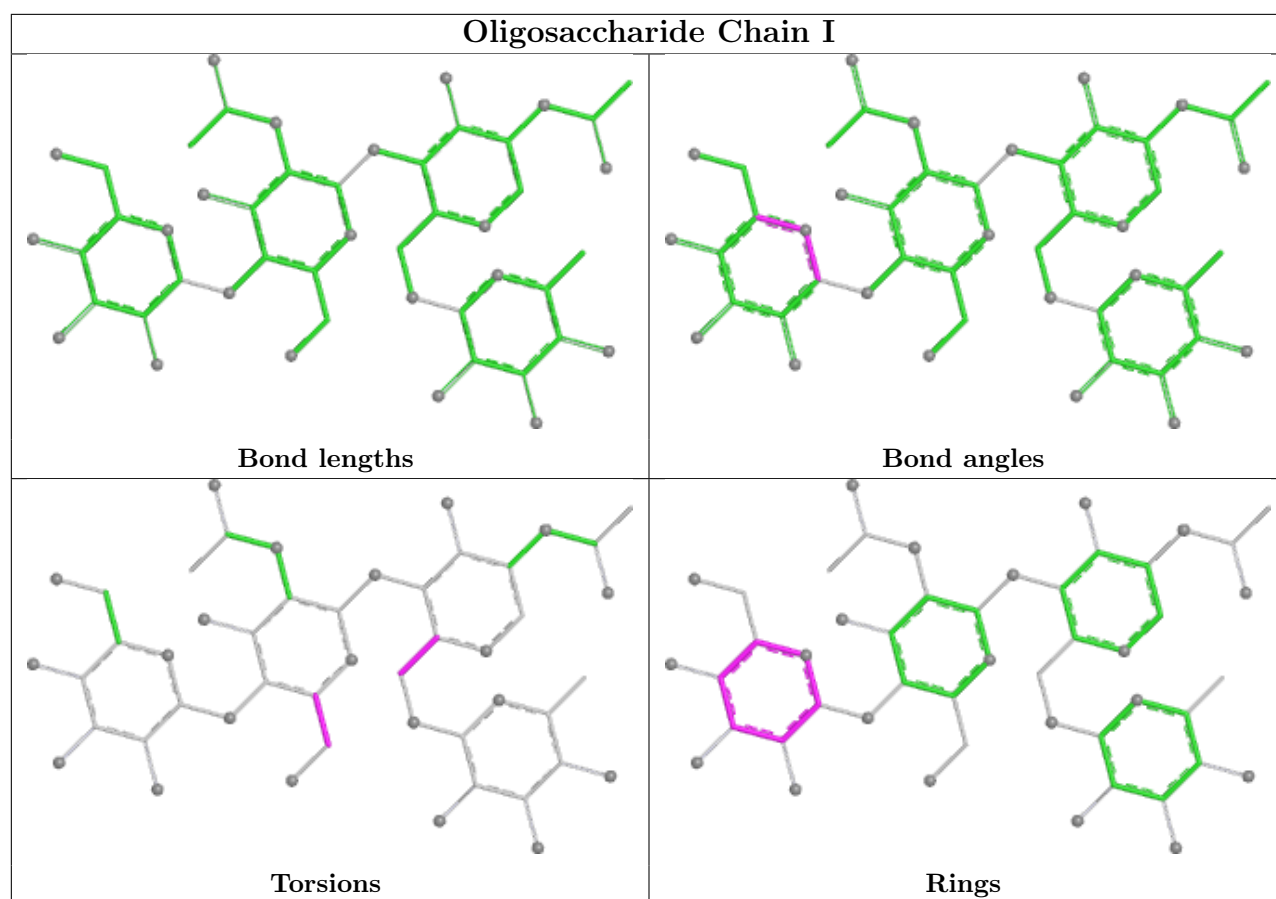 Oligosaccharide Chain I
Bond lengths
Bond angles
Torsions
Rings